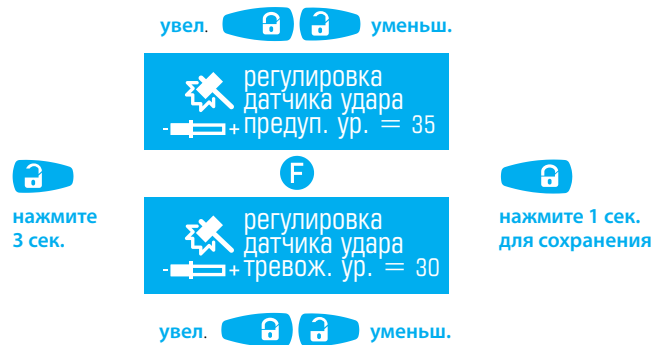 увел. уменьш.
регулировка
датчика удара
- + предуп. ур. = 35
F
нажмите
3 сек.
нажмите 1 сек.
для сохранения
регулировка
датчика удара
- + тревож. ур. = 30
увел. уменьш.